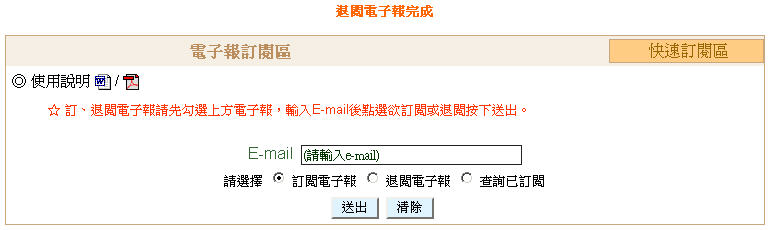 退閱電子報完成
電子報訂閱區
快速訂閱區
◎ 使用說明 /
☆ 訂、退閱電子報請先勾選上方電子報，輸入E-mail後點選欲訂閱或退閱按下送出。
E-mail (請輸入e-mail)
請選擇 訂閱電子報 退閱電子報 查詢已訂閱
送出 清除